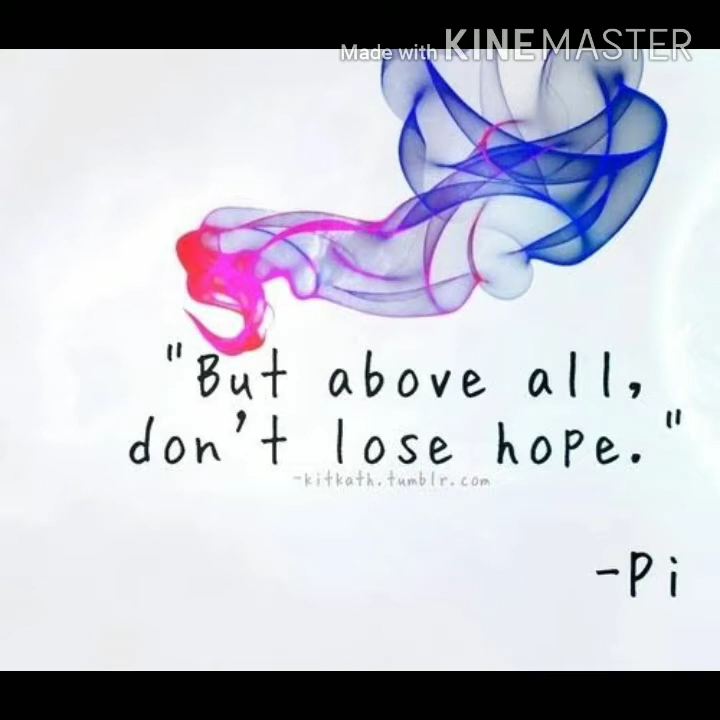 Made with KINEMASTER
"But above all,
don't lose hope."
-kitkath.tumblr.com
-Pi